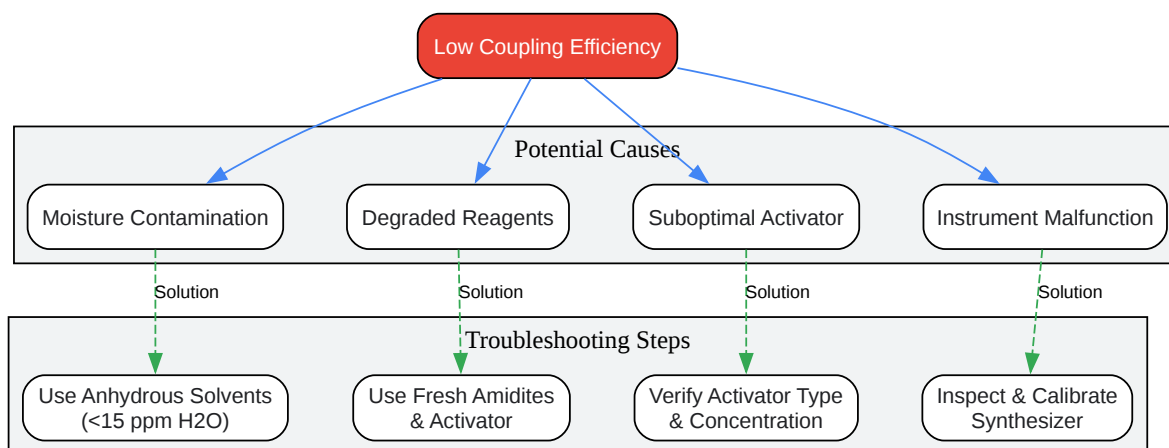 Low Coupling Efficiency
Potential Causes
Moisture Contamination
Degraded Reagents
Suboptimal Activator
Instrument Malfunction
Solution
Solution
Solution
Solution
Troubleshooting Steps
Use Anhydrous Solvents
(<15 ppm H2O)
Use Fresh Amidites
& Activator
Verify Activator Type
& Concentration
Inspect & Calibrate
Synthesizer